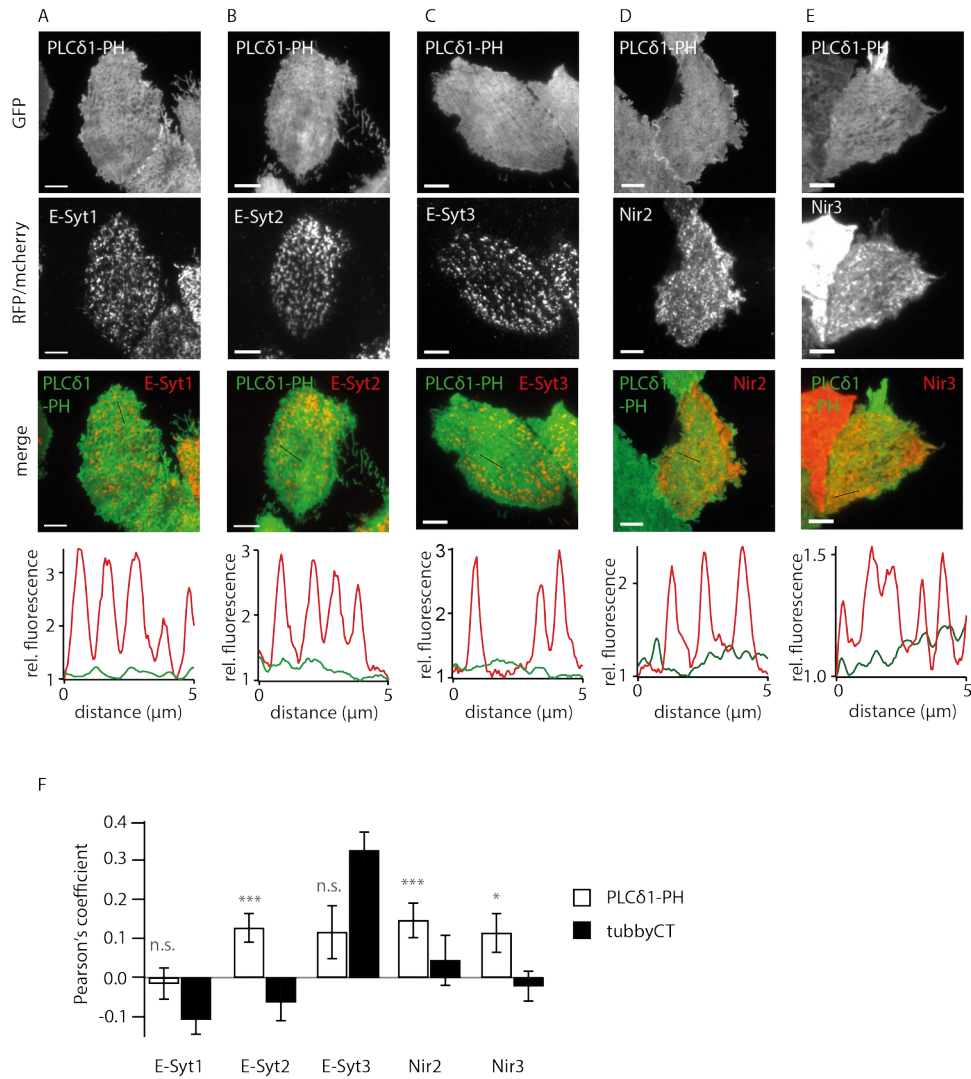 A B C D E
PLCδ1-PH PLCδ1-PH PLCδ1-PH PLCδ1-PH PLCδ1-PH
GFP
E-Syt1 E-Syt2 E-Syt3 Nir2 Nir3
RFP/mcherry
PLCδ1 E-Syt1 PLCδ1-PH E-Syt2 PLCδ1-PH E-Syt3 PLCδ1 Nir2 PLCδ1 Nir3
-PH -PH -PH
merge
rel. fluorescence
3
2
1
0 5
distance (µm)
rel. fluorescence
3
2
1
0 5
distance (µm)
rel. fluorescence
3
2
1
0 5
distance (µm)
rel. fluorescence
2
1
0 5
distance (µm)
rel. fluorescence
1.5
1.0
0 5
distance (µm)
F
Pearson's coefficient
0.4
0.3
0.2
0.1
0.0
-0.1
n.s. *** n.s. *** *
PLCδ1-PH
tubbyCT
E-Syt1 E-Syt2 E-Syt3 Nir2 Nir3